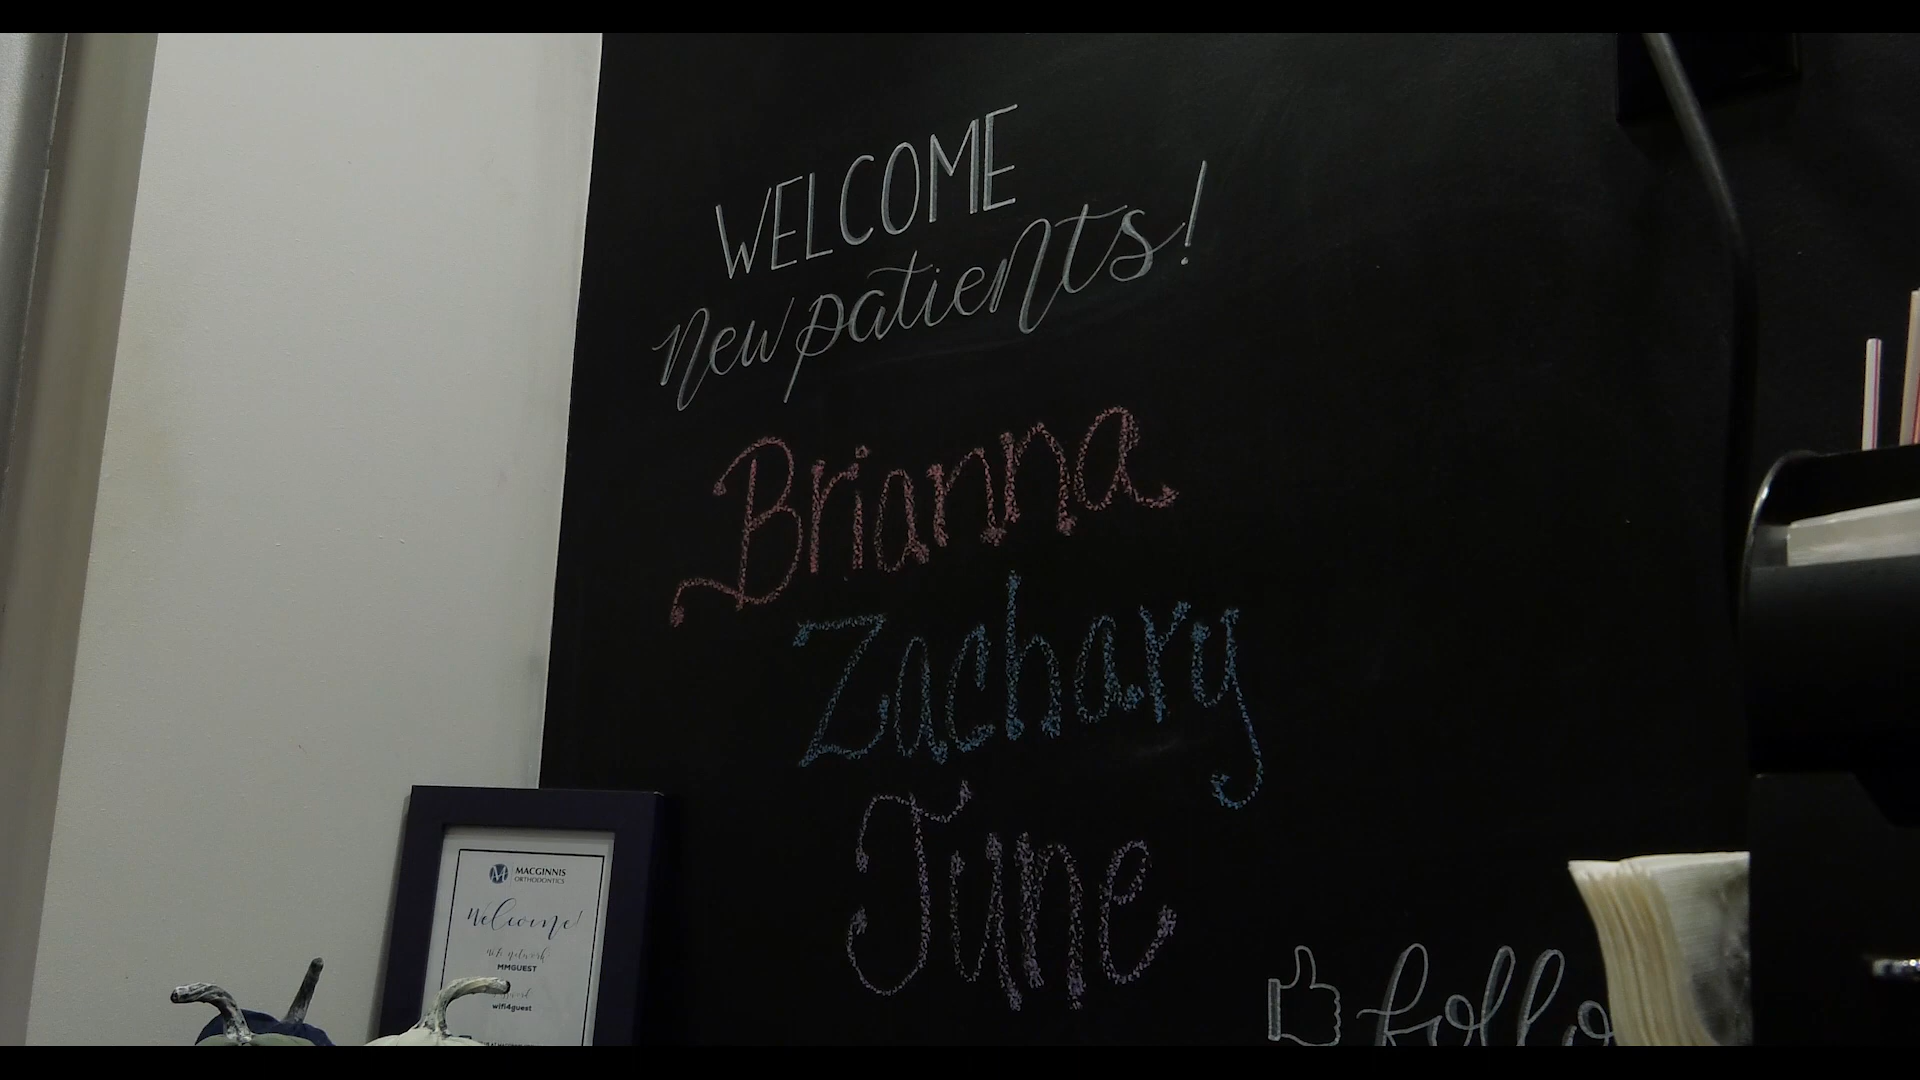 WELCOME
new patients!
Brianna
Zachary
June
MACGINNIS
ORTHODONTICS
Welcome!
MMGUEST
wifi4guest